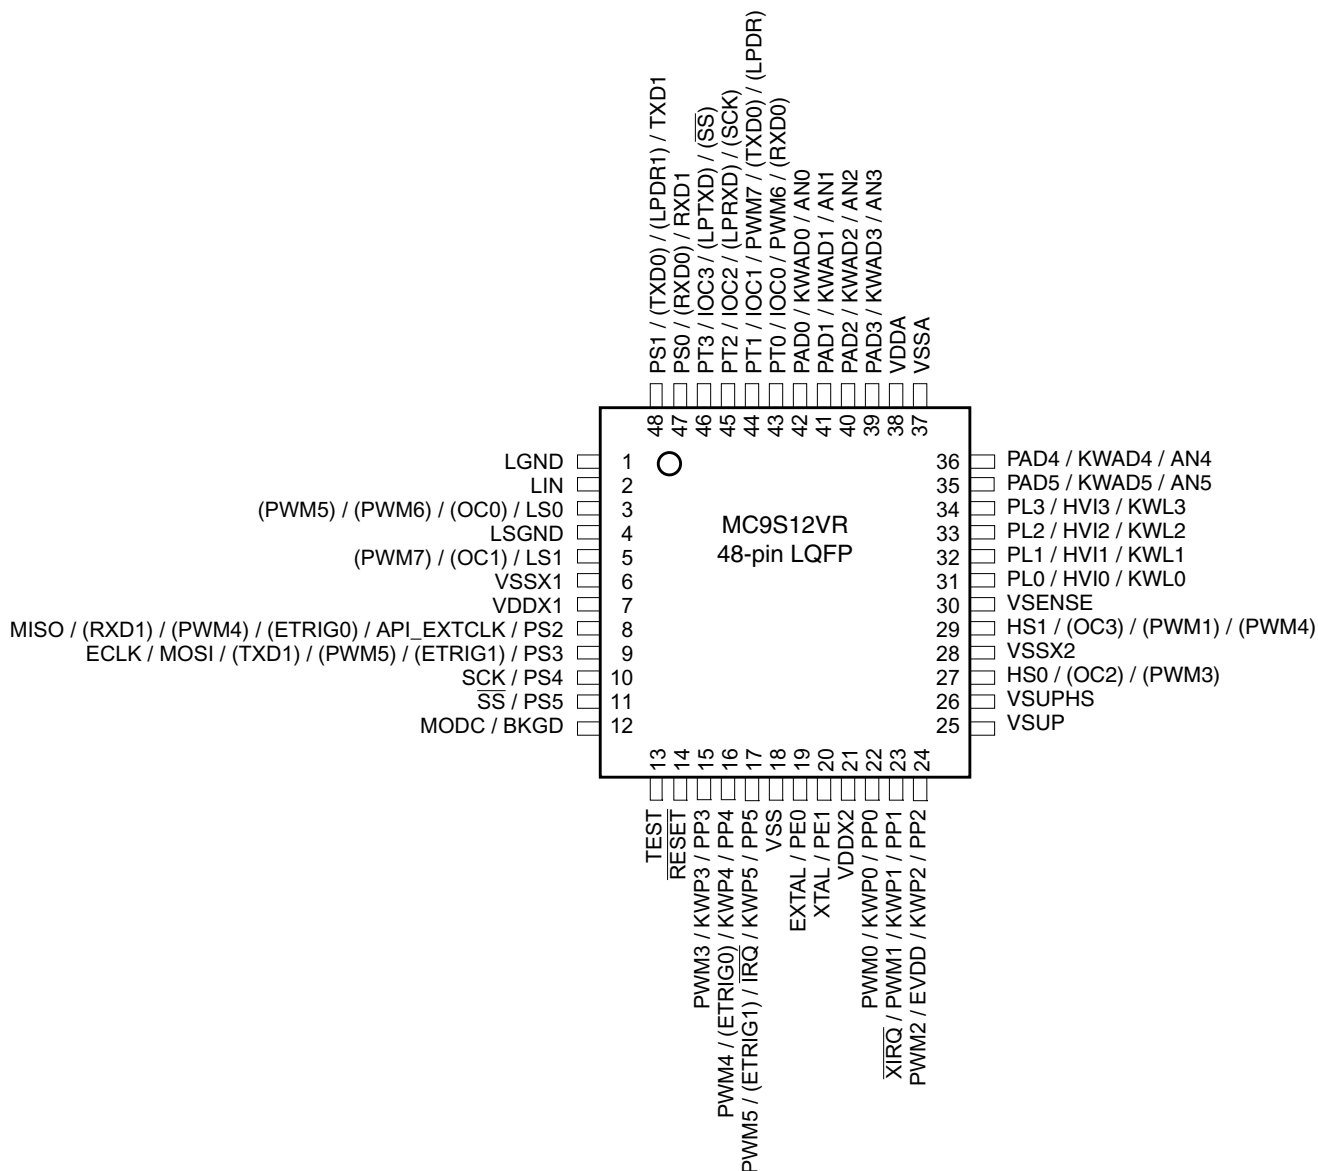 PS1 / (TXD0) / (LPDR1) / TXD1
PS0 / (RXD0) / RXD1
PT3 / IOC3 / (LPTXD) / (S̅S̅)
PT2 / IOC2 / (LPRXD) / (SCK)
PT1 / IOC1 / PWM7 / (TXD0) / (LPDR)
PT0 / IOC0 / PWM6 / (RXD0)
PAD0 / KWAD0 / AN0
PAD1 / KWAD1 / AN1
PAD2 / KWAD2 / AN2
PAD3 / KWAD3 / AN3
VDDA
VSSA
48
47
46
45
44
43
42
41
40
39
38
37
LGND 1
LIN 2
(PWM5) / (PWM6) / (OC0) / LS0 3
LSGND 4
(PWM7) / (OC1) / LS1 5
VSSX1 6
VDDX1 7
MISO / (RXD1) / (PWM4) / (ETRIG0) / API_EXTCLK / PS2 8
ECLK / MOSI / (TXD1) / (PWM5) / (ETRIG1) / PS3 9
SCK / PS4 10
S̅S̅ / PS5 11
MODC / BKGD 12
MC9S12VR
48-pin LQFP
36 PAD4 / KWAD4 / AN4
35 PAD5 / KWAD5 / AN5
34 PL3 / HVI3 / KWL3
33 PL2 / HVI2 / KWL2
32 PL1 / HVI1 / KWL1
31 PL0 / HVI0 / KWL0
30 VSENSE
29 HS1 / (OC3) / (PWM1) / (PWM4)
28 VSSX2
27 HS0 / (OC2) / (PWM3)
26 VSUPHS
25 VSUP
13
14
15
16
17
18
19
20
21
22
23
24
TEST
R̅E̅S̅E̅T̅
PWM3 / KWP3 / PP3
PWM4 / (ETRIG0) / KWP4 / PP4
PWM5 / (ETRIG1) / I̅R̅Q̅ / KWP5 / PP5
VSS
EXTAL / PE0
XTAL / PE1
VDDX2
PWM0 / KWP0 / PP0
X̅I̅R̅Q̅ / PWM1 / KWP1 / PP1
PWM2 / EVDD / KWP2 / PP2